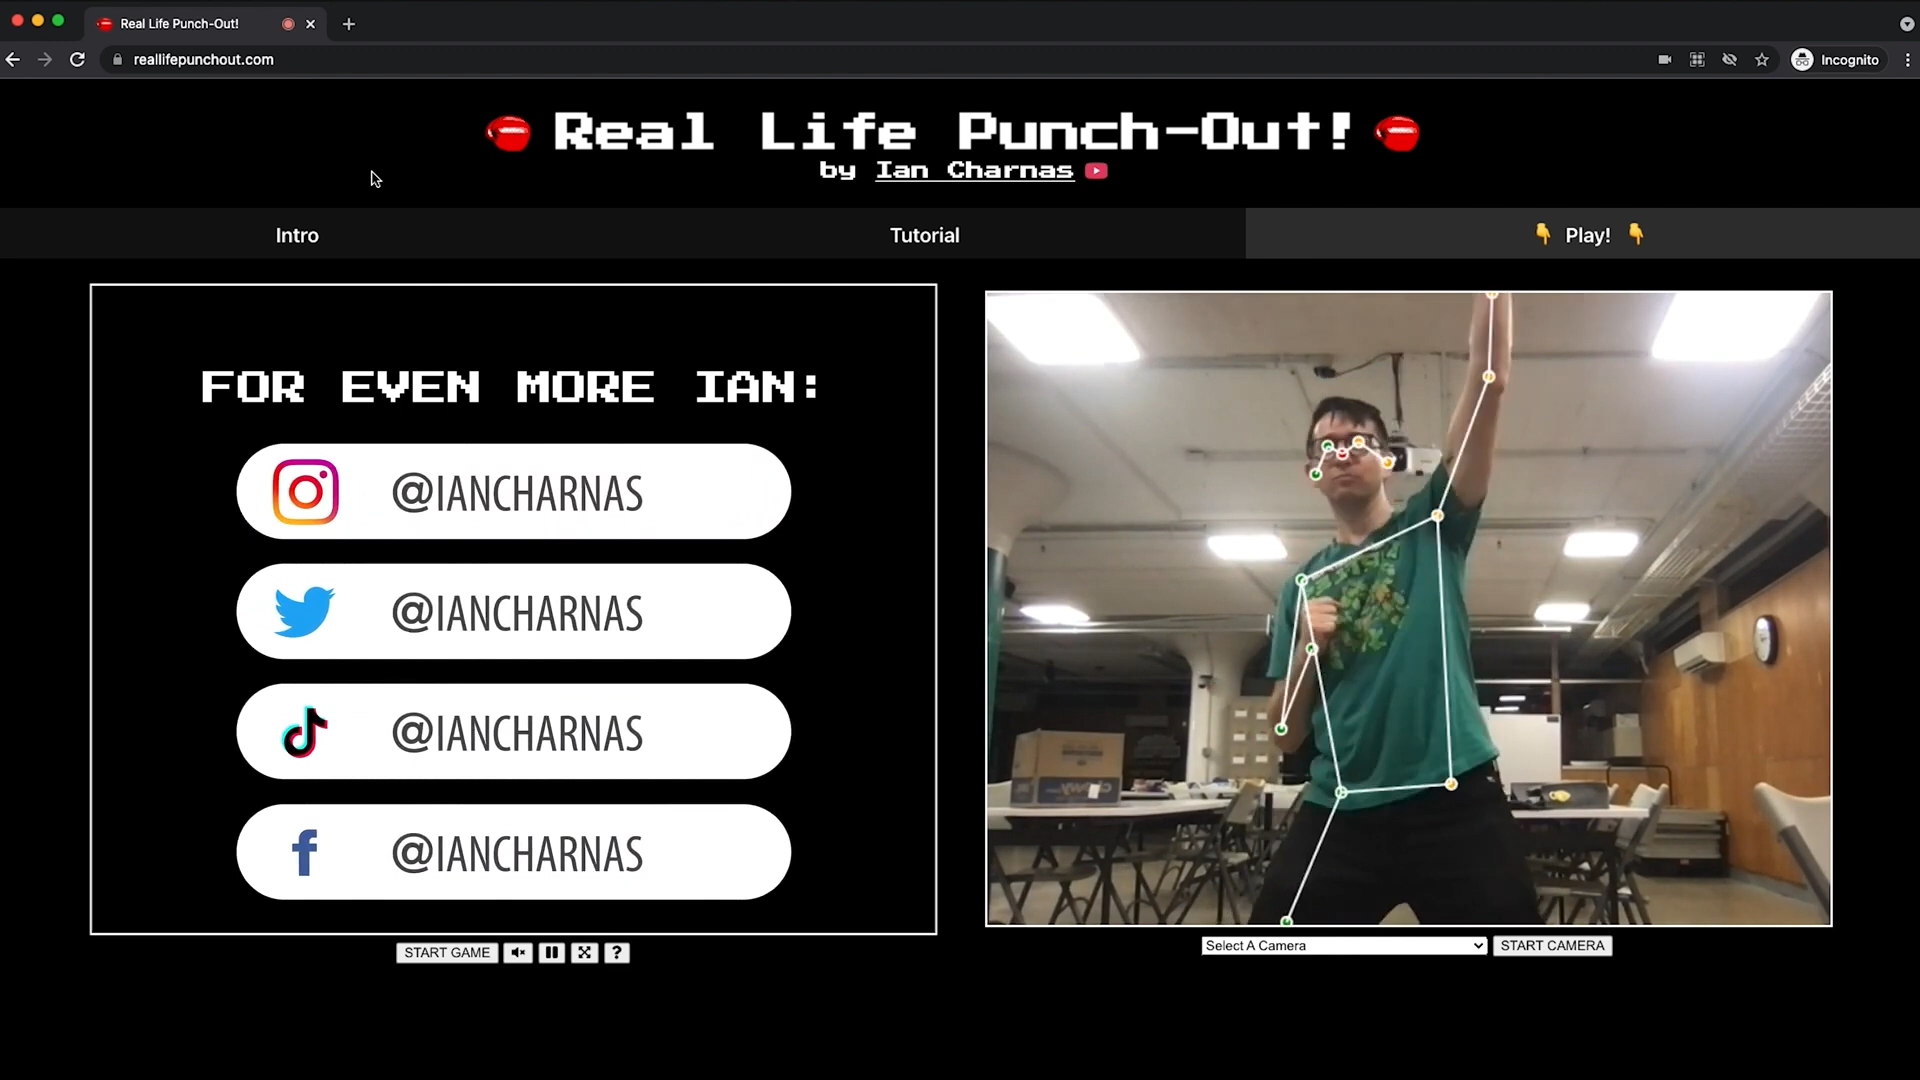 Real Life Punch-Out!
reallifepunchout.com
Incognito
Real Life Punch-Out!
by Ian Charnas
Intro
Tutorial
👇 Play! 👇
FOR EVEN MORE IAN:
@IANCHARNAS
@IANCHARNAS
@IANCHARNAS
@IANCHARNAS
START GAME
?
Select A Camera
START CAMERA